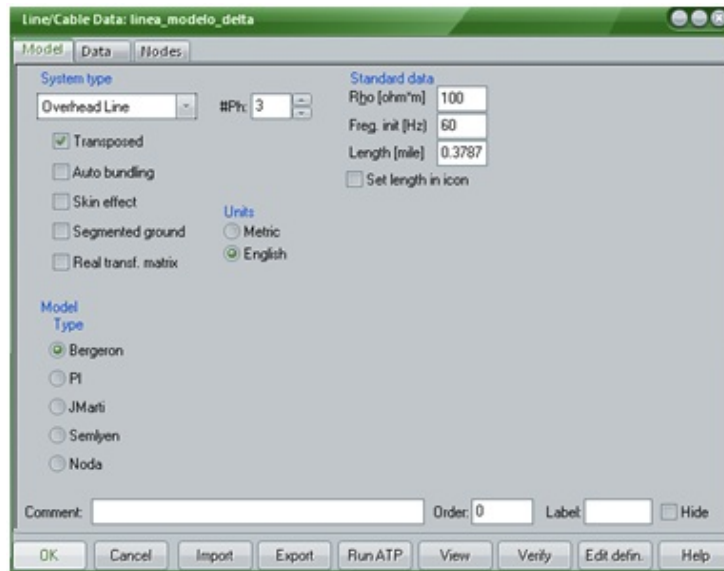 Line/Cable Data: linea_modelo_delta
Model Data Nodes
System type
Overhead Line
#Ph: 3
Transposed
Auto bundling
Skin effect
Segmented ground
Real transf. matrix
Units
Metric
English
Standard data
Rho [ohm*m] 100
Freq. init [Hz] 60
Length [mile] 0.3787
Set length in icon
Model
Type
Bergeron
PI
JMarti
Semlyen
Noda
Comment: Order: 0 Label: Hide
OK Cancel Import Export Run ATP View Verify Edit defin. Help